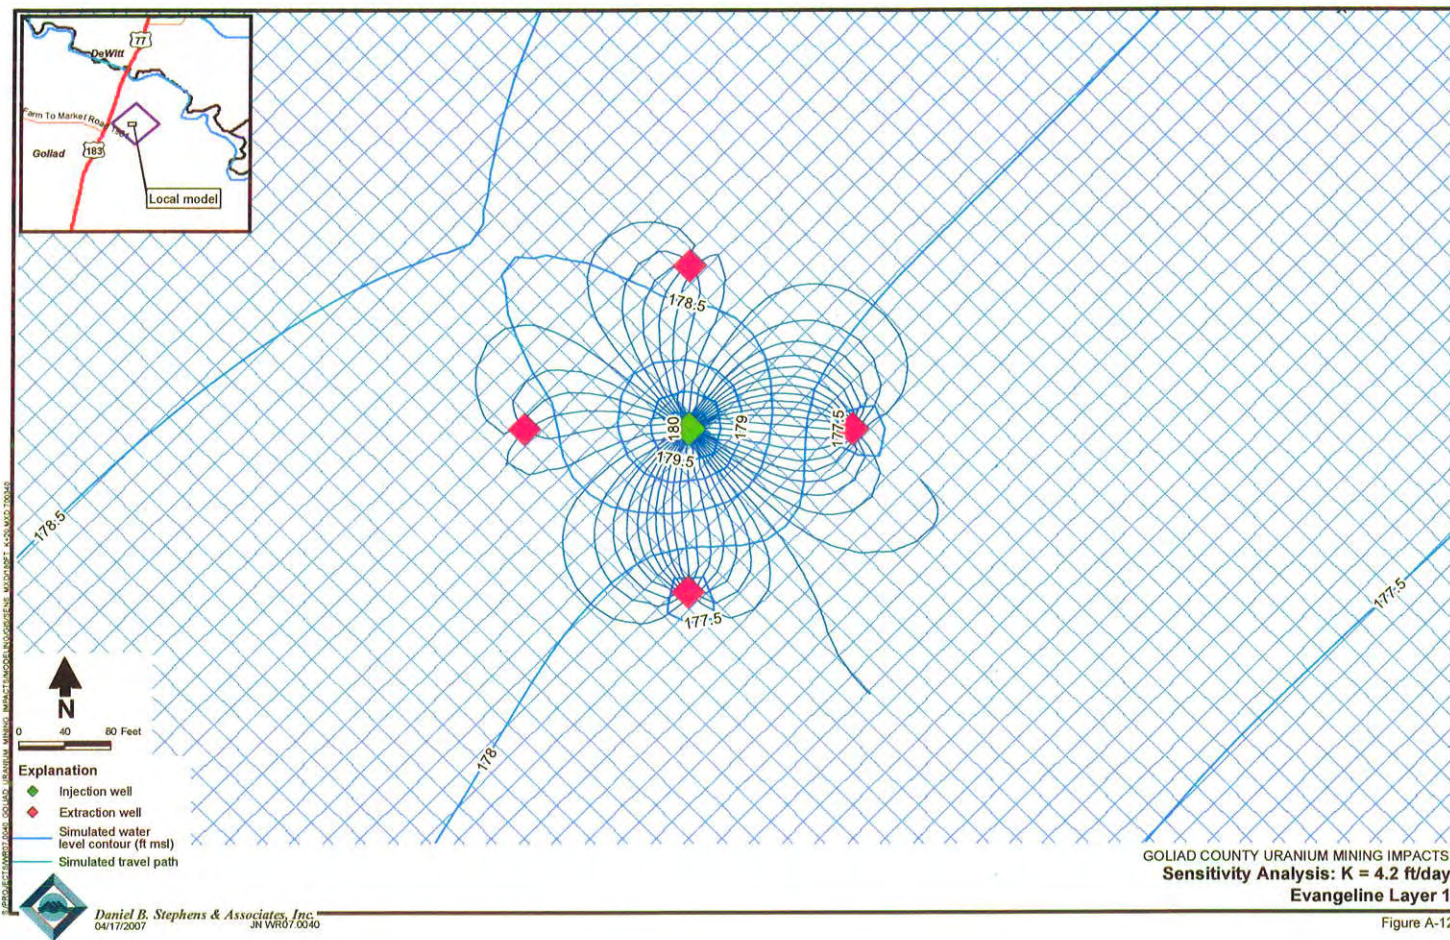 77
DeWitt
Farm To Market Road
Goliad
183
Local model
178.5
180
179
177.5
179.5
178.5
177.5
177.5
178
N
0 40 80 Feet
Explanation
Injection well
Extraction well
Simulated water
level contour (ft msl)
Simulated travel path
GOLIAD COUNTY URANIUM MINING IMPACTS
Sensitivity Analysis: K = 4.2 ft/day
Evangeline Layer 1
Daniel B. Stephens & Associates, Inc.
04/17/2007 JN WR07.0040
Figure A-12